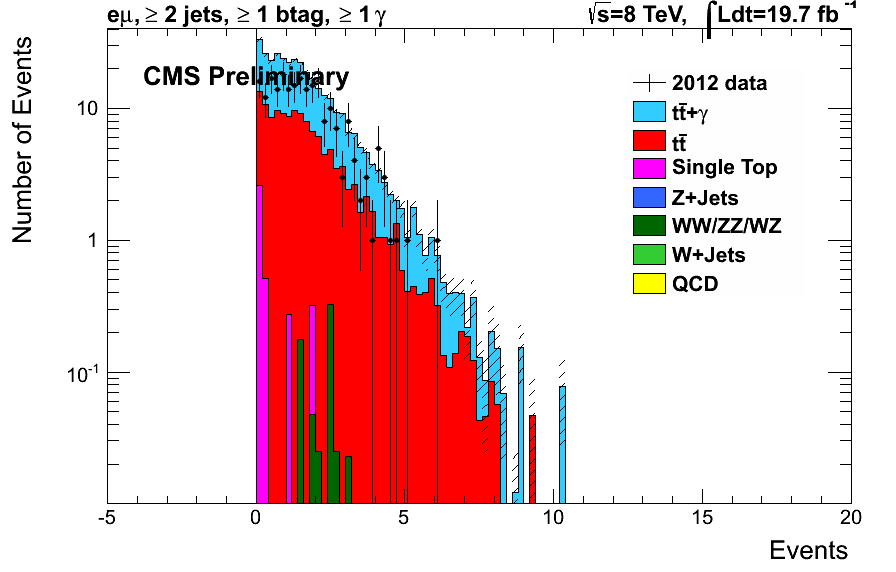 eμ, ≥ 2 jets, ≥ 1 btag, ≥ 1 γ
√s=8 TeV, ∫Ldt=19.7 fb⁻¹
CMS Preliminary
Number of Events
10
1
10⁻¹
2012 data
tt̄+γ
tt̄
Single Top
Z+Jets
WW/ZZ/WZ
W+Jets
QCD
-5 0 5 10 15 20
Events